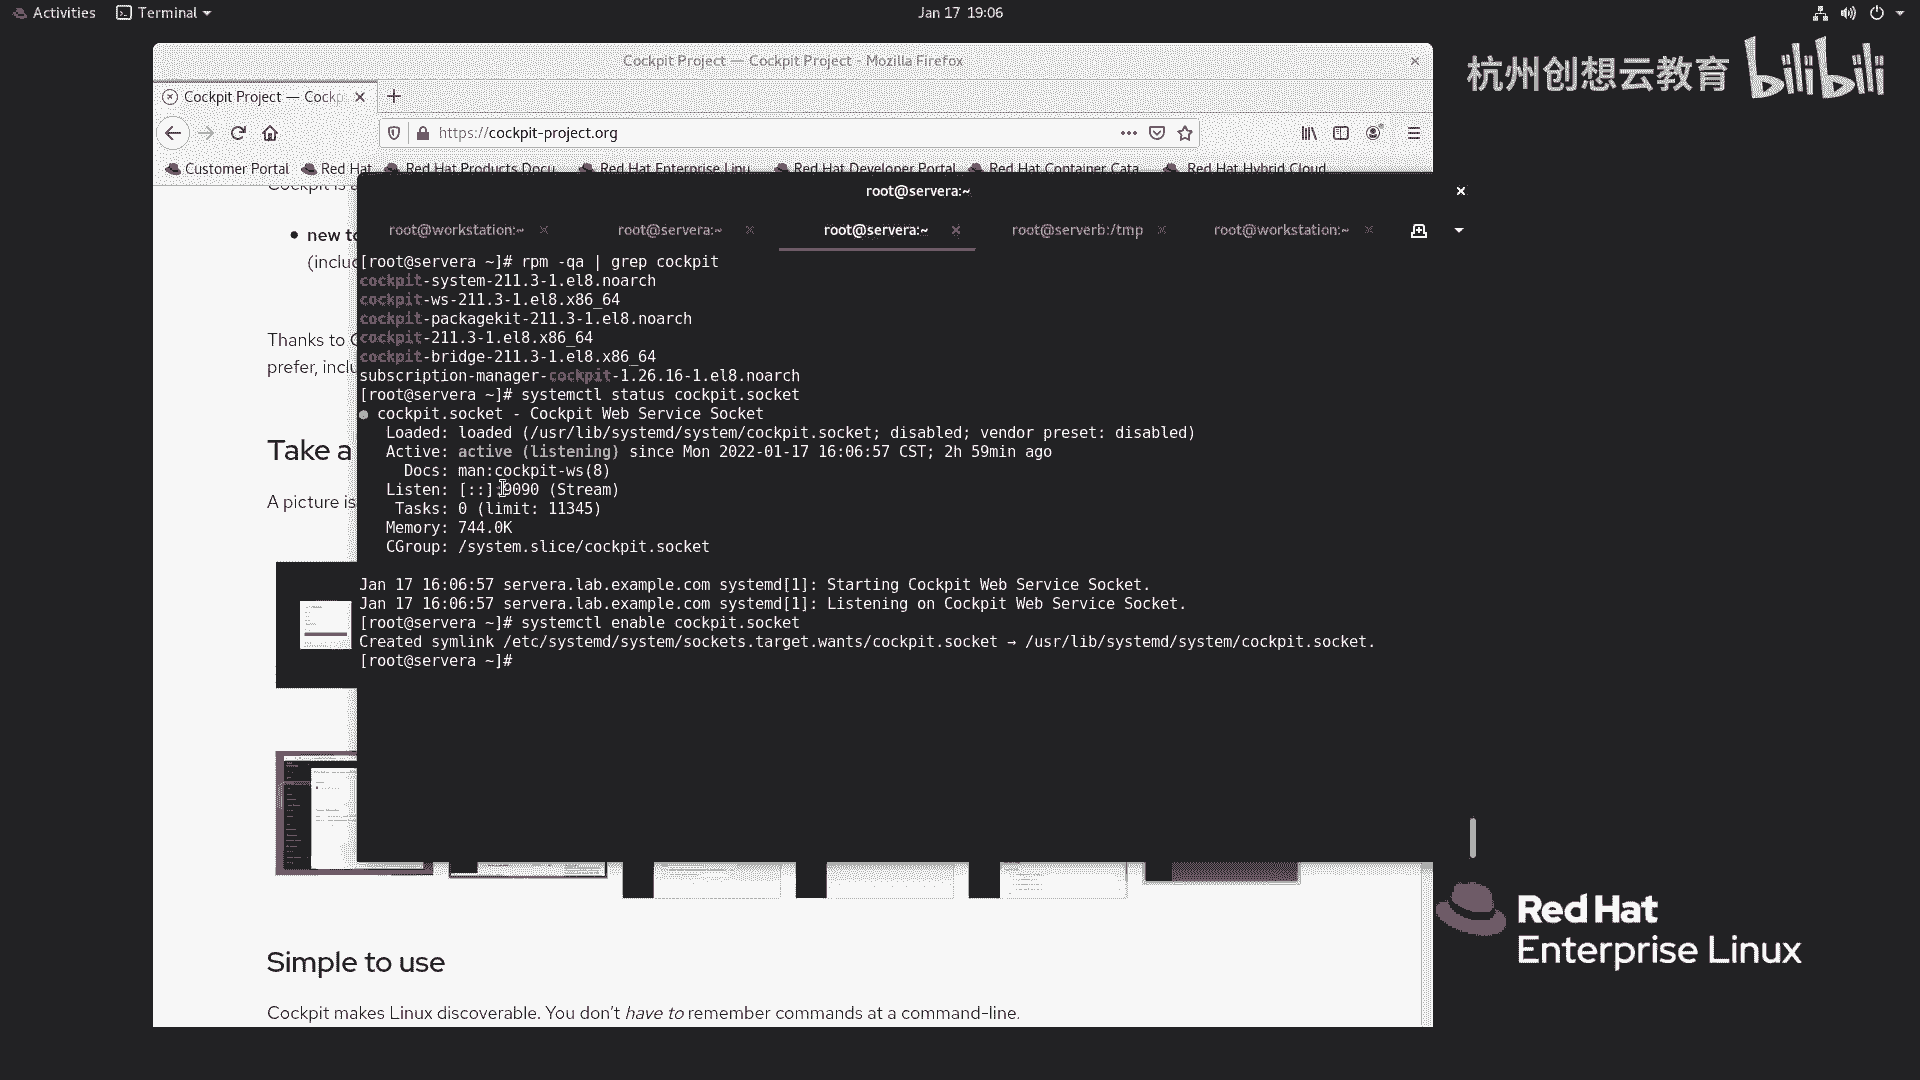 Activities
Terminal
Jan 17 19:06
杭州创想云教育 bilibili
Cockpit Project — Cockpit Project - Mozilla Firefox
Cockpit Project — Cockp
https://cockpit-project.org
Customer Portal
Red Hat
Red Hat Products Docu
Red Hat Enterprise Linu
Red Hat Developer Portal
Red Hat Container Cata
Red Hat Hybrid Cloud
Cockpit is a
new to
(includ
Thanks to C
prefer, inclu
Take a
A picture is
root@servera:~
root@workstation:~
root@servera:~
root@servera:~
root@serverb:/tmp
root@workstation:~
[root@servera ~]# rpm -qa | grep cockpit
cockpit-system-211.3-1.el8.noarch
cockpit-ws-211.3-1.el8.x86_64
cockpit-packagekit-211.3-1.el8.noarch
cockpit-211.3-1.el8.x86_64
cockpit-bridge-211.3-1.el8.x86_64
subscription-manager-cockpit-1.26.16-1.el8.noarch
[root@servera ~]# systemctl status cockpit.socket
● cockpit.socket - Cockpit Web Service Socket
Loaded: loaded (/usr/lib/systemd/system/cockpit.socket; disabled; vendor preset: disabled)
Active: active (listening) since Mon 2022-01-17 16:06:57 CST; 2h 59min ago
Docs: man:cockpit-ws(8)
Listen: [::]:9090 (Stream)
Tasks: 0 (limit: 11345)
Memory: 744.0K
CGroup: /system.slice/cockpit.socket
Jan 17 16:06:57 servera.lab.example.com systemd[1]: Starting Cockpit Web Service Socket.
Jan 17 16:06:57 servera.lab.example.com systemd[1]: Listening on Cockpit Web Service Socket.
[root@servera ~]# systemctl enable cockpit.socket
Created symlink /etc/systemd/system/sockets.target.wants/cockpit.socket → /usr/lib/systemd/system/cockpit.socket.
[root@servera ~]#
Simple to use
Cockpit makes Linux discoverable. You don’t have to remember commands at a command-line.
Red Hat
Enterprise Linux